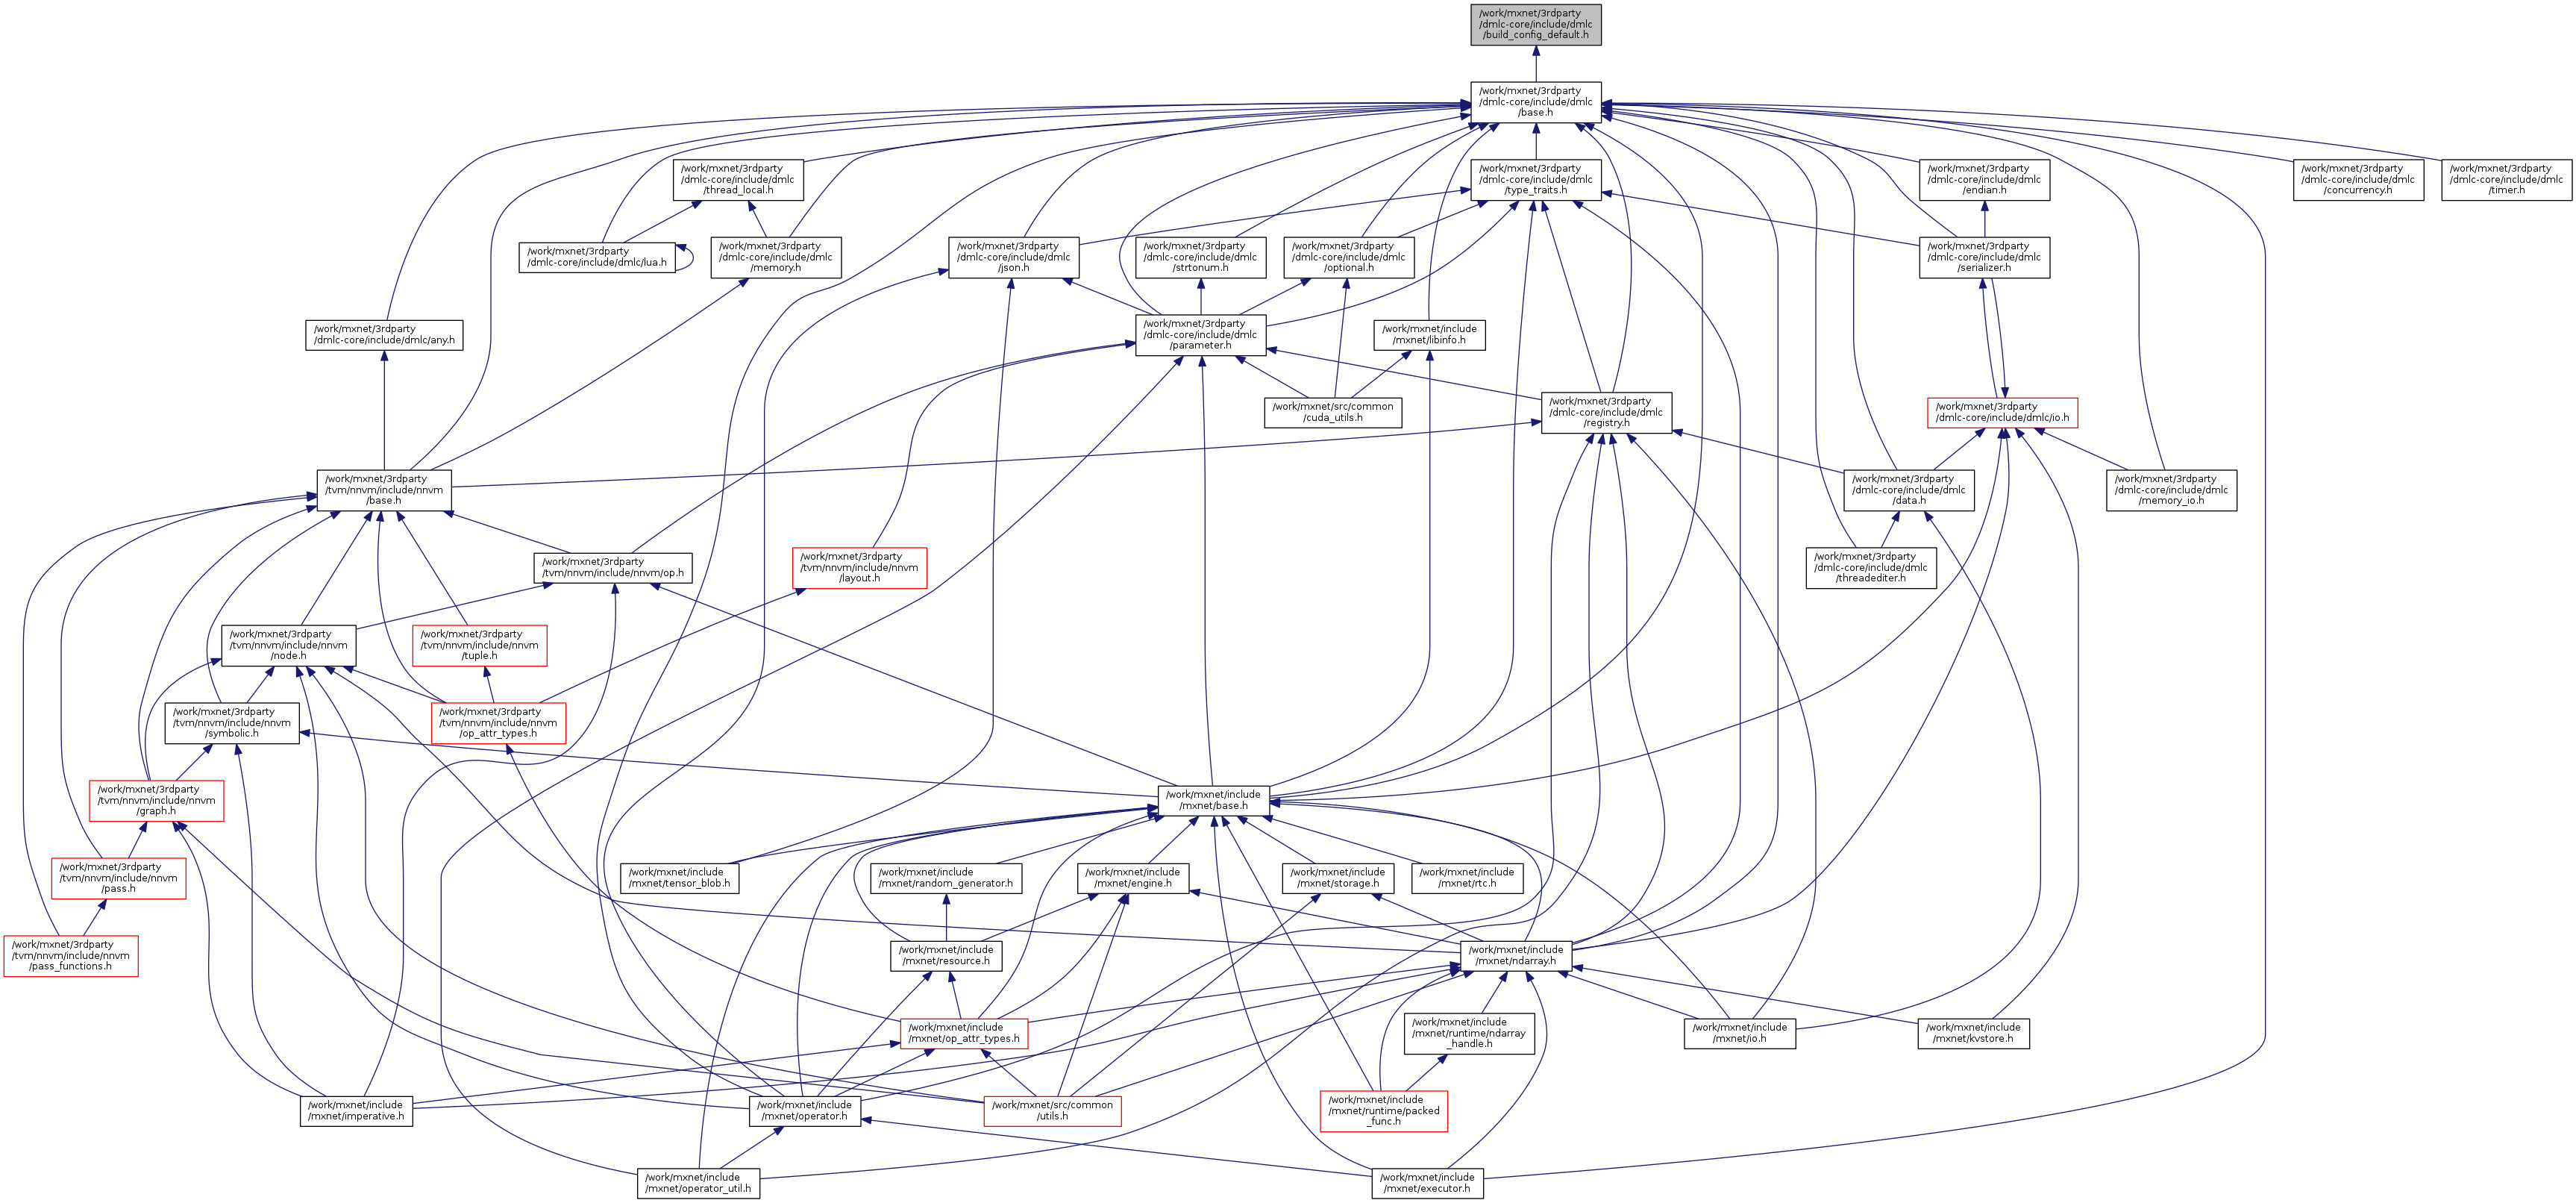 /work/mxnet/3rdparty
/dmlc-core/include/dmlc
/build_config_default.h
/work/mxnet/3rdparty
/dmlc-core/include/dmlc
/base.h
/work/mxnet/3rdparty
/dmlc-core/include/dmlc
/thread_local.h
/work/mxnet/3rdparty
/dmlc-core/include/dmlc
/type_traits.h
/work/mxnet/3rdparty
/dmlc-core/include/dmlc
/endian.h
/work/mxnet/3rdparty
/dmlc-core/include/dmlc
/concurrency.h
/work/mxnet/3rdparty
/dmlc-core/include/dmlc
/timer.h
/work/mxnet/3rdparty
/dmlc-core/include/dmlc/lua.h
/work/mxnet/3rdparty
/dmlc-core/include/dmlc
/memory.h
/work/mxnet/3rdparty
/dmlc-core/include/dmlc
/json.h
/work/mxnet/3rdparty
/dmlc-core/include/dmlc
/strtonum.h
/work/mxnet/3rdparty
/dmlc-core/include/dmlc
/optional.h
/work/mxnet/3rdparty
/dmlc-core/include/dmlc
/serializer.h
/work/mxnet/3rdparty
/dmlc-core/include/dmlc/any.h
/work/mxnet/3rdparty
/dmlc-core/include/dmlc
/parameter.h
/work/mxnet/include
/mxnet/libinfo.h
/work/mxnet/src/common
/cuda_utils.h
/work/mxnet/3rdparty
/dmlc-core/include/dmlc
/registry.h
/work/mxnet/3rdparty
/dmlc-core/include/dmlc/io.h
/work/mxnet/3rdparty
/tvm/nnvm/include/nnvm
/base.h
/work/mxnet/3rdparty
/dmlc-core/include/dmlc
/data.h
/work/mxnet/3rdparty
/dmlc-core/include/dmlc
/memory_io.h
/work/mxnet/3rdparty
/tvm/nnvm/include/nnvm/op.h
/work/mxnet/3rdparty
/tvm/nnvm/include/nnvm
/layout.h
/work/mxnet/3rdparty
/dmlc-core/include/dmlc
/threadediter.h
/work/mxnet/3rdparty
/tvm/nnvm/include/nnvm
/node.h
/work/mxnet/3rdparty
/tvm/nnvm/include/nnvm
/tuple.h
/work/mxnet/3rdparty
/tvm/nnvm/include/nnvm
/symbolic.h
/work/mxnet/3rdparty
/tvm/nnvm/include/nnvm
/op_attr_types.h
/work/mxnet/3rdparty
/tvm/nnvm/include/nnvm
/graph.h
/work/mxnet/include
/mxnet/base.h
/work/mxnet/3rdparty
/tvm/nnvm/include/nnvm
/pass.h
/work/mxnet/include
/mxnet/tensor_blob.h
/work/mxnet/include
/mxnet/random_generator.h
/work/mxnet/include
/mxnet/engine.h
/work/mxnet/include
/mxnet/storage.h
/work/mxnet/include
/mxnet/rtc.h
/work/mxnet/3rdparty
/tvm/nnvm/include/nnvm
/pass_functions.h
/work/mxnet/include
/mxnet/resource.h
/work/mxnet/include
/mxnet/ndarray.h
/work/mxnet/include
/mxnet/op_attr_types.h
/work/mxnet/include
/mxnet/runtime/ndarray
_handle.h
/work/mxnet/include
/mxnet/io.h
/work/mxnet/include
/mxnet/kvstore.h
/work/mxnet/include
/mxnet/imperative.h
/work/mxnet/include
/mxnet/operator.h
/work/mxnet/src/common
/utils.h
/work/mxnet/include
/mxnet/runtime/packed
_func.h
/work/mxnet/include
/mxnet/operator_util.h
/work/mxnet/include
/mxnet/executor.h